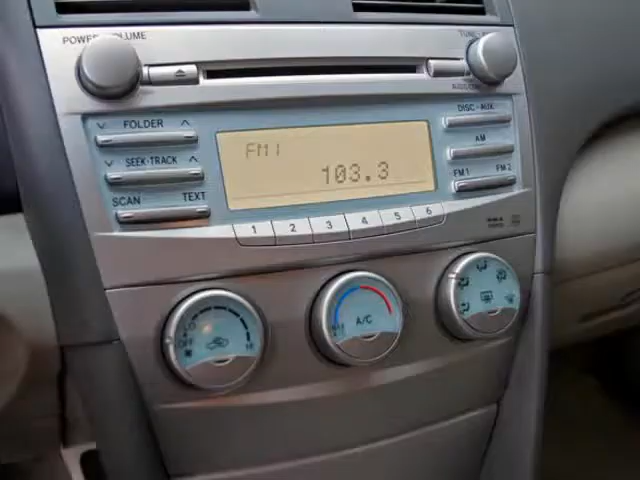 POWER VOLUME
TUNE
FOLDER
SEEK·TRACK
SCAN TEXT
FM1
103.3
DISC·AUX
AM
FM1 FM2
1 2 3 4 5 6
A/C